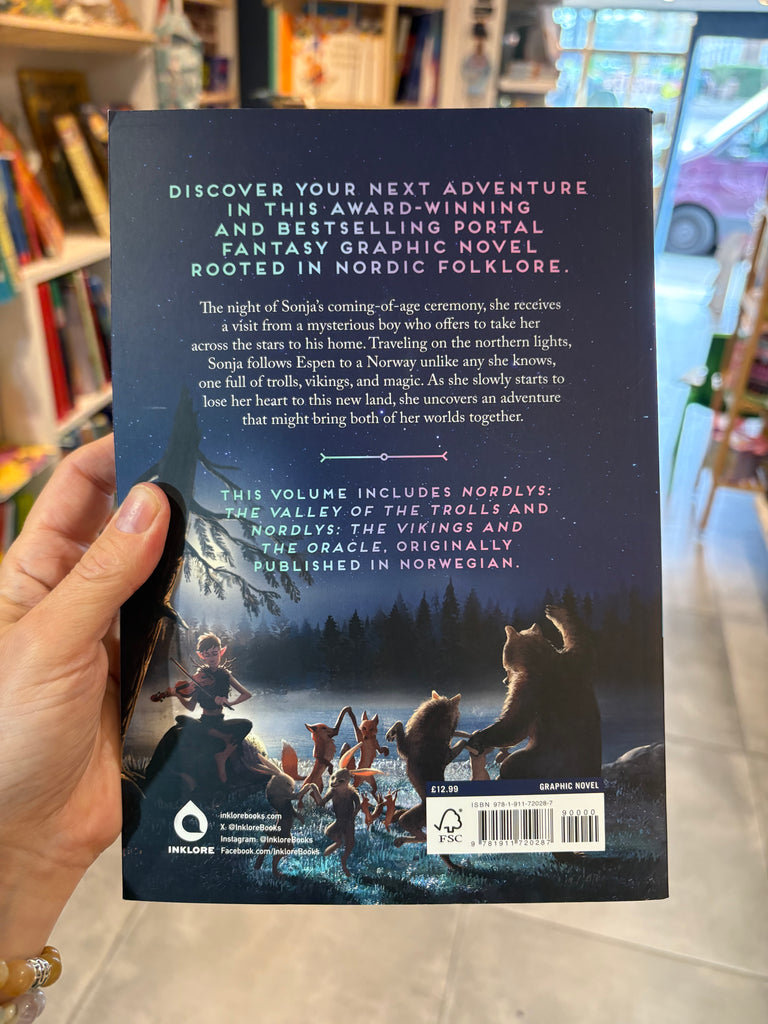 DISCOVER YOUR NEXT ADVENTURE
IN THIS AWARD-WINNING
AND BESTSELLING PORTAL
FANTASY GRAPHIC NOVEL
ROOTED IN NORDIC FOLKLORE.
The night of Sonja's coming-of-age ceremony, she receives
a visit from a mysterious boy who offers to take her
across the stars to his home. Traveling on the northern lights,
Sonja follows Espen to a Norway unlike any she knows,
one full of trolls, vikings, and magic. As she slowly starts to
lose her heart to this new land, she uncovers an adventure
that might bring both of her worlds together.
THIS VOLUME INCLUDES NORDLYS:
THE VALLEY OF THE TROLLS AND
NORDLYS: THE VIKINGS AND
THE ORACLE, ORIGINALLY
PUBLISHED IN NORWEGIAN.
INKLORE
inklorebooks.com
X: @InkloreBooks
Instagram: @InkloreBooks
Facebook.com/InkloreBooks
£12.99
GRAPHIC NOVEL
FSC
ISBN 978-1-911-72028-7
90000
9 781911 720287